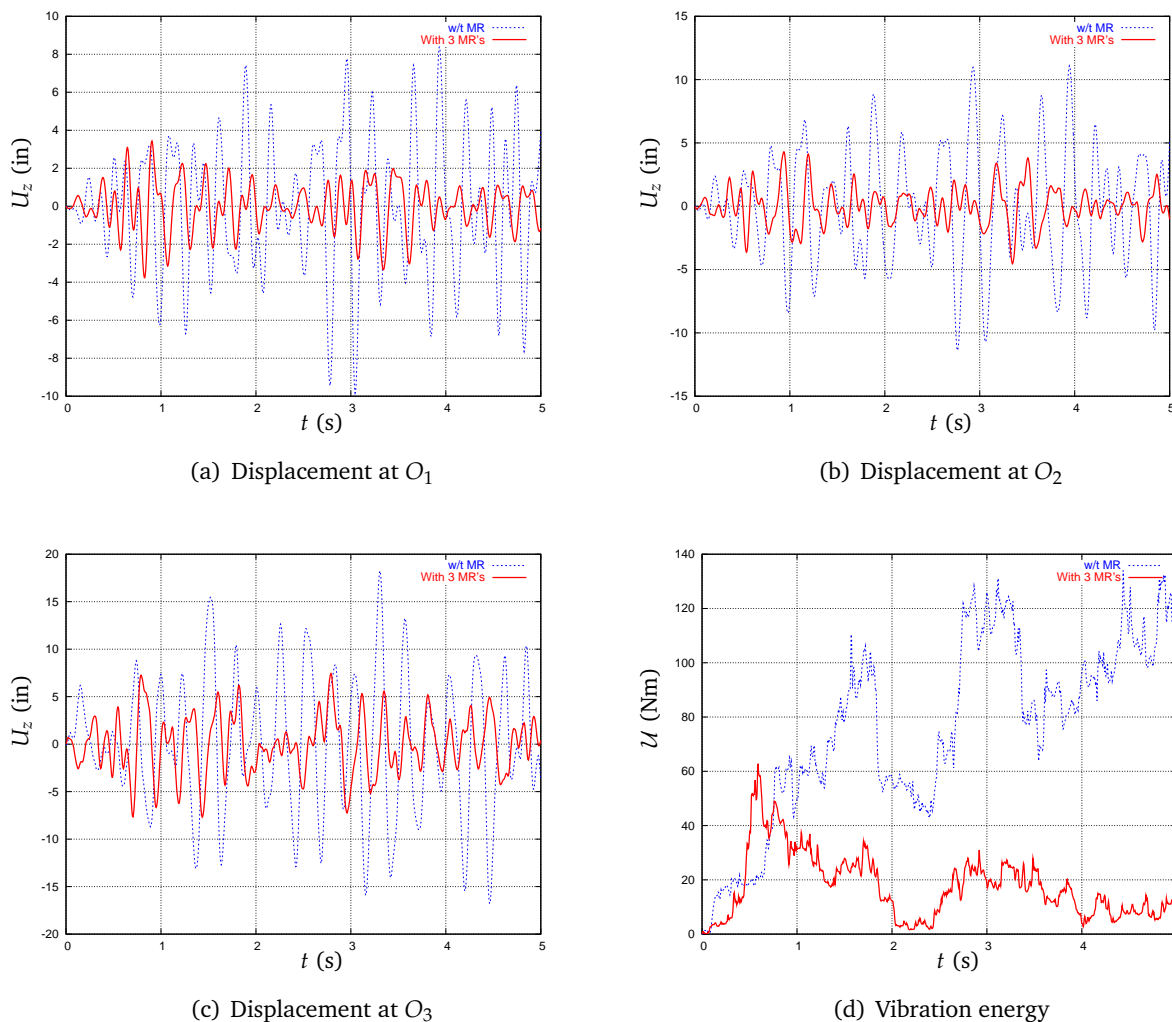 10
8
6
4
2
0
-2
-4
-6
-8
-10
0 1 2 3 4 5
U_z (in)
t (s)
w/t MR
With 3 MR's
(a) Displacement at O_1
15
10
5
0
-5
-10
-15
0 1 2 3 4 5
U_z (in)
t (s)
w/t MR
With 3 MR's
(b) Displacement at O_2
20
15
10
5
0
-5
-10
-15
-20
0 1 2 3 4 5
U_z (in)
t (s)
w/t MR
With 3 MR's
(c) Displacement at O_3
140
120
100
80
60
40
20
0
0 1 2 3 4 5
U (Nm)
t (s)
w/t MR
With 3 MR's
(d) Vibration energy